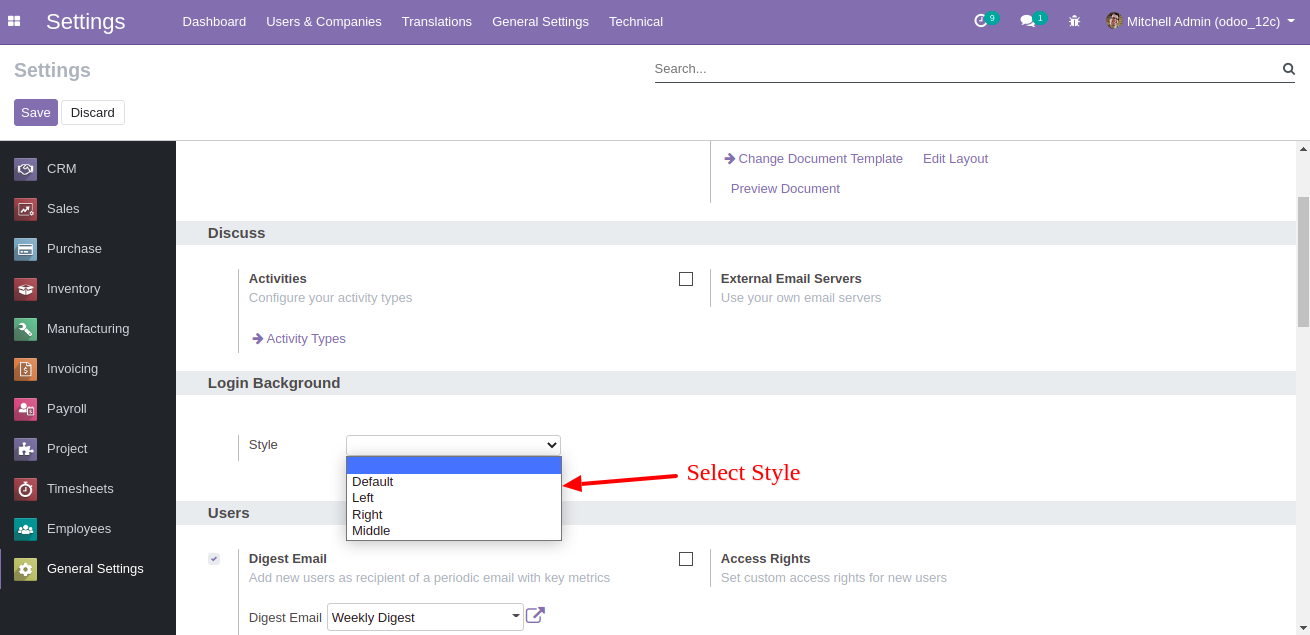 Settings Dashboard Users & Companies Translations General Settings Technical 9 1 Mitchell Admin (odoo_12c)
Settings Search...
Save Discard
CRM
Sales
Purchase
Inventory
Manufacturing
Invoicing
Payroll
Project
Timesheets
Employees
General Settings
Change Document Template Edit Layout
Preview Document
Discuss
Activities
Configure your activity types
Activity Types
External Email Servers
Use your own email servers
Login Background
Style
Default
Left
Right
Middle
Select Style
Users
Digest Email
Add new users as recipient of a periodic email with key metrics
Digest Email Weekly Digest
Access Rights
Set custom access rights for new users